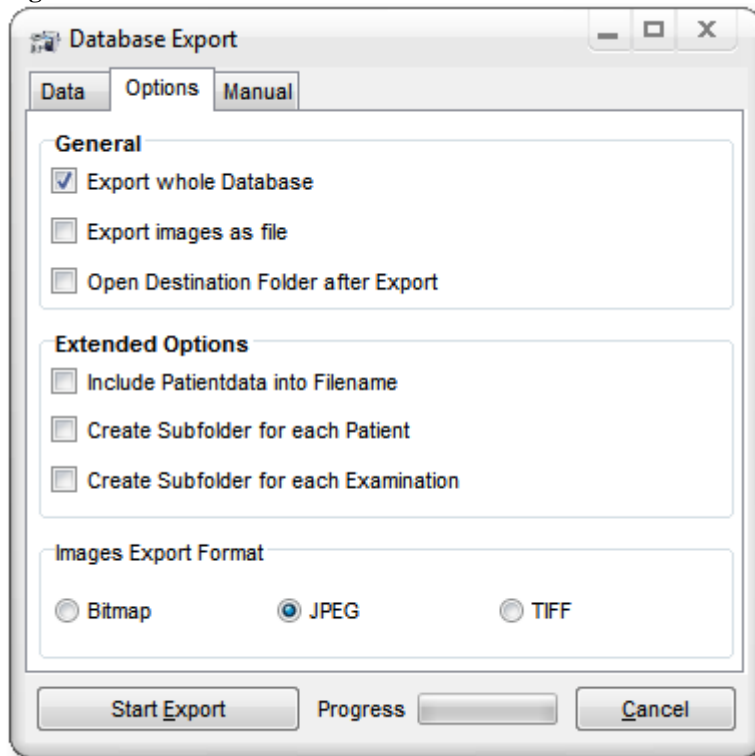 Database Export
Data Options Manual
General
Export whole Database
Export images as file
Open Destination Folder after Export
Extended Options
Include Patientdata into Filename
Create Subfolder for each Patient
Create Subfolder for each Examination
Images Export Format
Bitmap JPEG TIFF
Start Export Progress Cancel